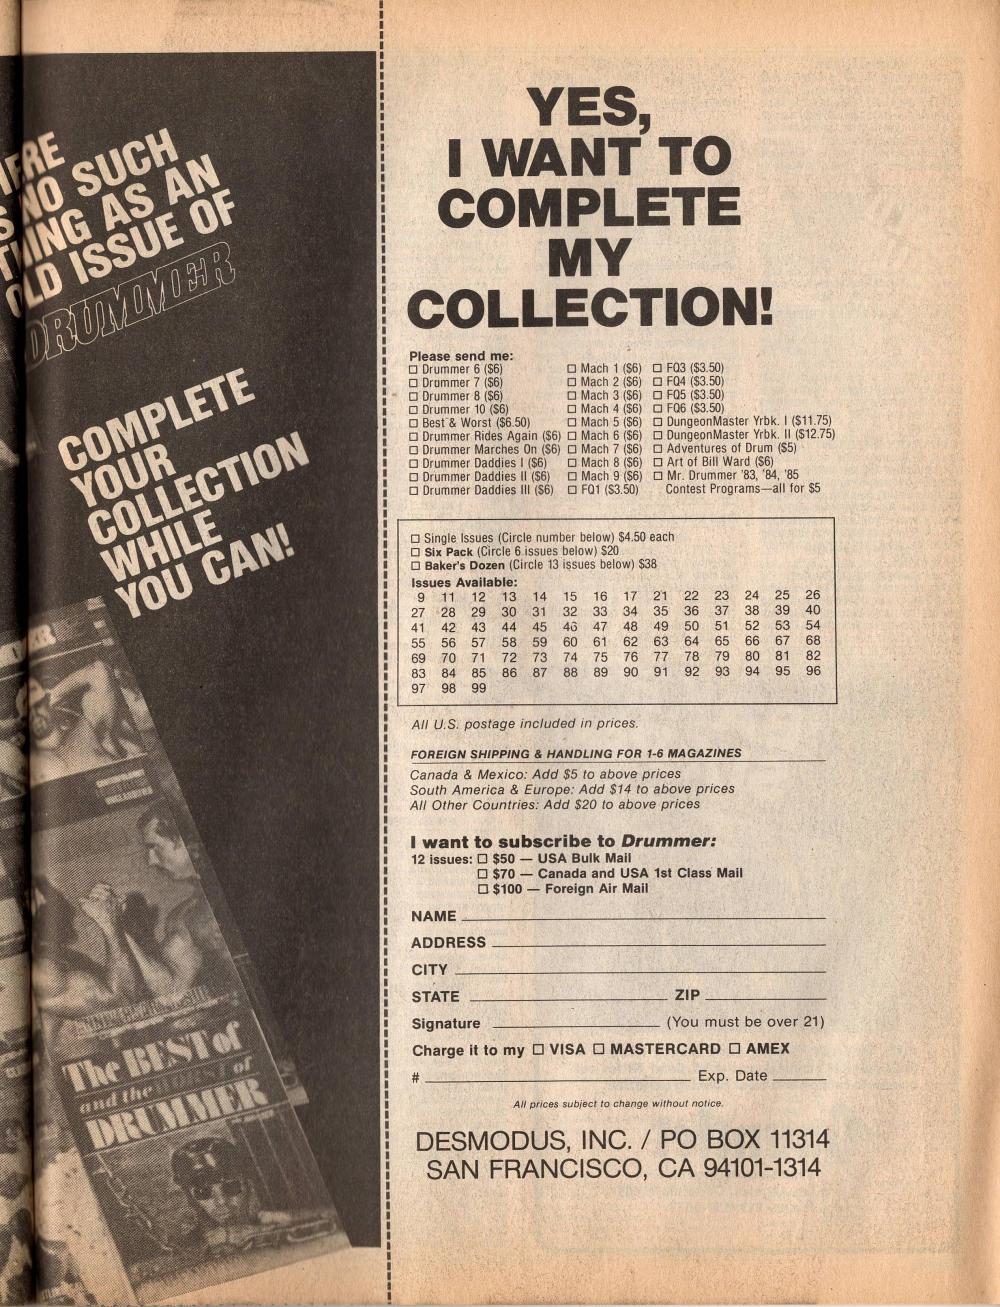 ERE
S NO SUCH
THING AS AN
OLD ISSUE OF
DRUMMER
COMPLETE
YOUR
COLLECTION
WHILE
YOU CAN!
The BEST of
and the WORST of
DRUMMER
YES,
I WANT TO
COMPLETE
MY
COLLECTION!
Please send me:
☐ Drummer 6 ($6)
☐ Drummer 7 ($6)
☐ Drummer 8 ($6)
☐ Drummer 10 ($6)
☐ Best & Worst ($6.50)
☐ Drummer Rides Again ($6)
☐ Drummer Marches On ($6)
☐ Drummer Daddies I ($6)
☐ Drummer Daddies II ($6)
☐ Drummer Daddies III ($6)
☐ Mach 1 ($6)
☐ Mach 2 ($6)
☐ Mach 3 ($6)
☐ Mach 4 ($6)
☐ Mach 5 ($6)
☐ Mach 6 ($6)
☐ Mach 7 ($6)
☐ Mach 8 ($6)
☐ Mach 9 ($6)
☐ FQ1 ($3.50)
☐ FQ3 ($3.50)
☐ FQ4 ($3.50)
☐ FQ5 ($3.50)
☐ FQ6 ($3.50)
☐ DungeonMaster Yrbk. I ($11.75)
☐ DungeonMaster Yrbk. II ($12.75)
☐ Adventures of Drum ($5)
☐ Art of Bill Ward ($6)
☐ Mr. Drummer '83, '84, '85
Contest Programs—all for $5
☐ Single Issues (Circle number below) $4.50 each
☐ Six Pack (Circle 6 issues below) $20
☐ Baker's Dozen (Circle 13 issues below) $38
Issues Available:
9 11 12 13 14 15 16 17 21 22 23 24 25 26
27 28 29 30 31 32 33 34 35 36 37 38 39 40
41 42 43 44 45 46 47 48 49 50 51 52 53 54
55 56 57 58 59 60 61 62 63 64 65 66 67 68
69 70 71 72 73 74 75 76 77 78 79 80 81 82
83 84 85 86 87 88 89 90 91 92 93 94 95 96
97 98 99
All U.S. postage included in prices.
FOREIGN SHIPPING & HANDLING FOR 1-6 MAGAZINES
Canada & Mexico: Add $5 to above prices
South America & Europe: Add $14 to above prices
All Other Countries: Add $20 to above prices
I want to subscribe to Drummer:
12 issues: ☐ $50 — USA Bulk Mail
☐ $70 — Canada and USA 1st Class Mail
☐ $100 — Foreign Air Mail
NAME
ADDRESS
CITY
STATE ZIP
Signature (You must be over 21)
Charge it to my ☐ VISA ☐ MASTERCARD ☐ AMEX
# Exp. Date
All prices subject to change without notice.
DESMODUS, INC. / PO BOX 11314
SAN FRANCISCO, CA 94101-1314